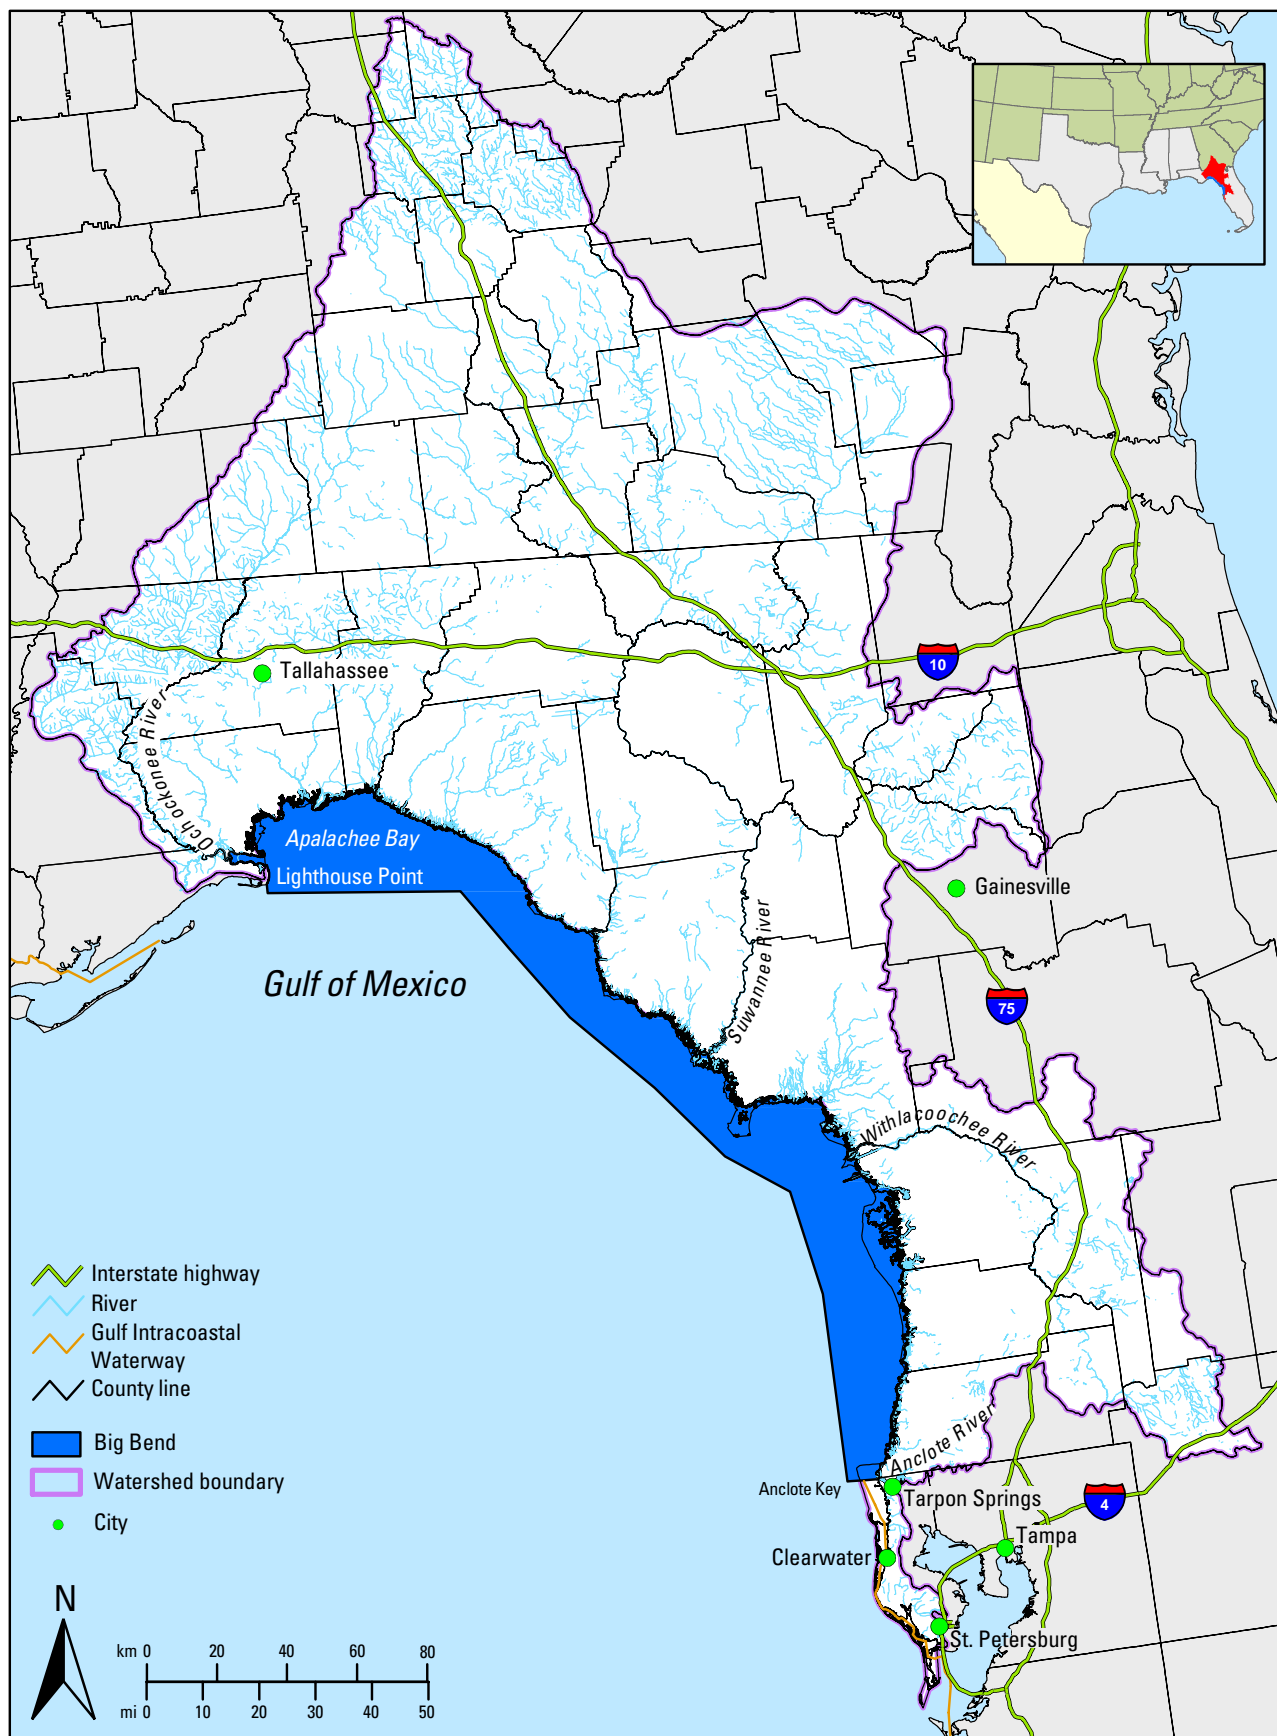 10
Tallahassee
Ochockonee River
Apalachee Bay
Lighthouse Point
Gainesville
Gulf of Mexico
Suwannee River
75
Withlacoochee River
Interstate highway
River
Gulf Intracoastal
Waterway
County line
Big Bend
Watershed boundary
City
Anclote River
Anclote Key
Tarpon Springs
4
Tampa
Clearwater
St. Petersburg
N
km 0 20 40 60 80
mi 0 10 20 30 40 50